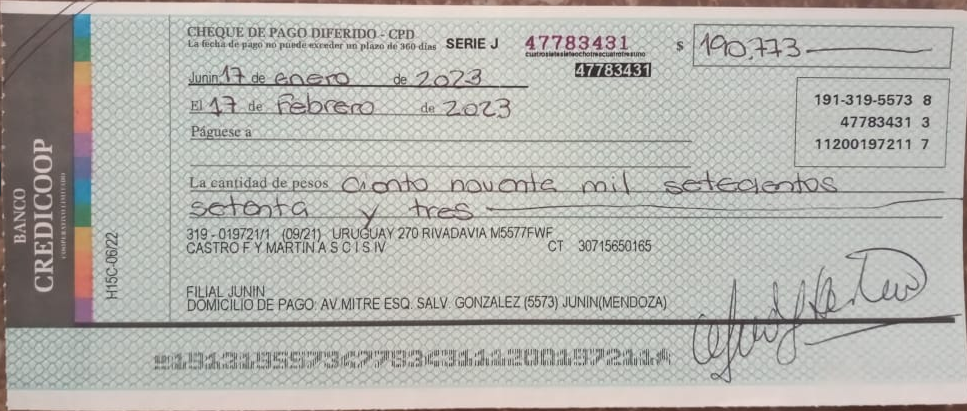 BANCO
CREDICOOP
COOPERATIVO LIMITADO
H15C-06/22
CHEQUE DE PAGO DIFERIDO - CPD
La fecha de pago no puede exceder un plazo de 360 días
SERIE J 47783431
cuatrosietesieteochotrescuatrotresuno
47783431
$ 190,773
Junin 17 de enero de 2023
El 17 de Febrero de 2023
191-319-5573 8
47783431 3
11200197211 7
Páguese a
La cantidad de pesos Ciento noventa mil setecientos
setenta y tres
319 - 019721/1 (09/21) URUGUAY 270 RIVADAVIA M5577FWF
CASTRO F Y MARTIN A S C I S.IV CT 30715650165
FILIAL JUNIN
DOMICILIO DE PAGO: AV.MITRE ESQ. SALV. GONZALEZ (5573) JUNIN(MENDOZA)